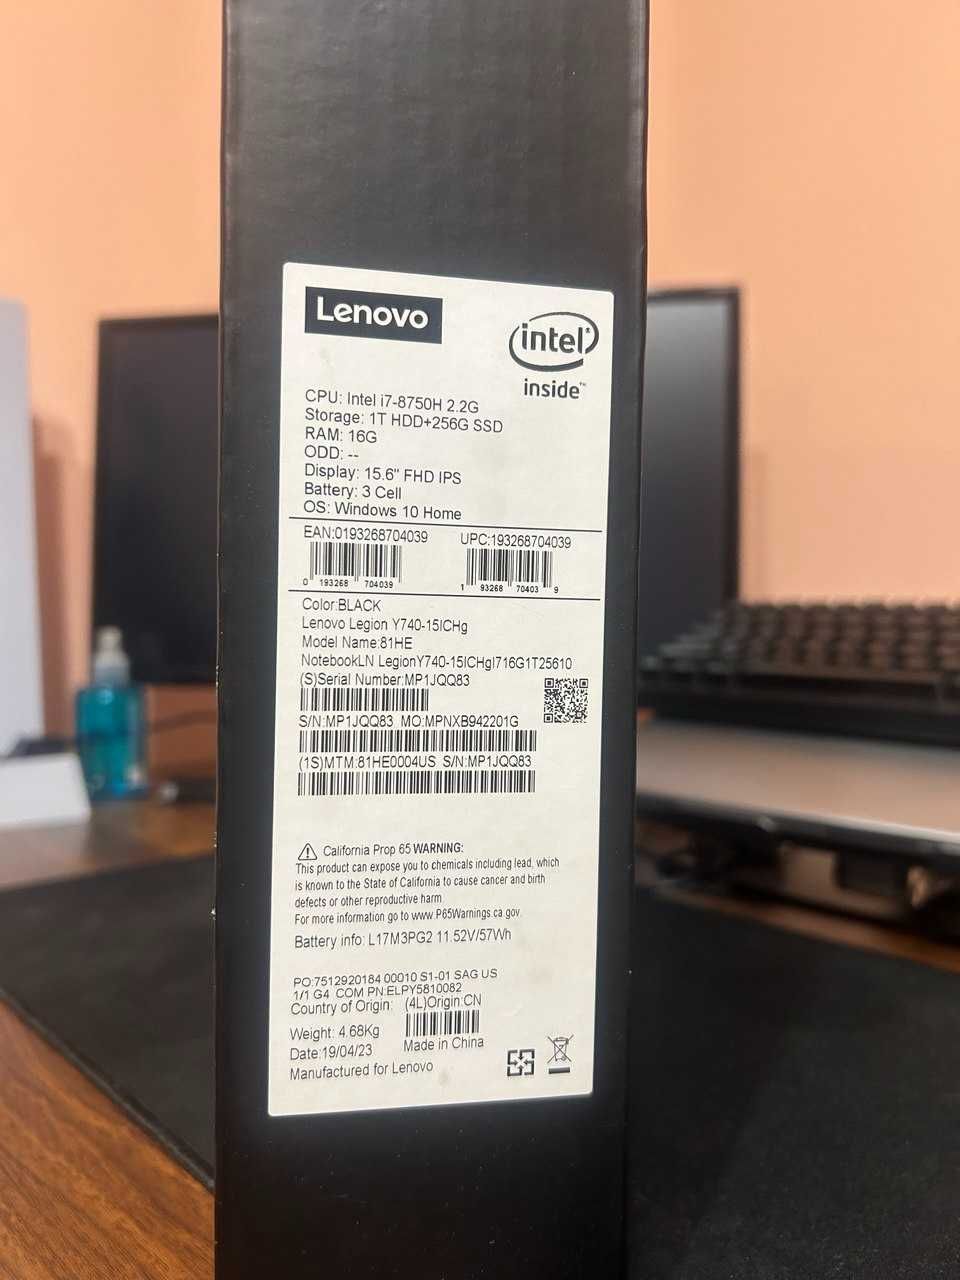 Lenovo
intel
inside™
CPU: Intel i7-8750H 2.2G
Storage: 1T HDD+256G SSD
RAM: 16G
ODD: --
Display: 15.6" FHD IPS
Battery: 3 Cell
OS: Windows 10 Home
EAN:0193268704039 UPC:193268704039
0 193268 704039 1 93268 70403 9
Color:BLACK
Lenovo Legion Y740-15ICHg
Model Name:81HE
NotebookLN LegionY740-15ICHgI716G1T25610
(S)Serial Number:MP1JQQ83
S/N:MP1JQQ83 MO:MPNXB942201G
(1S)MTM:81HE0004US S/N:MP1JQQ83
California Prop 65 WARNING:
This product can expose you to chemicals including lead, which
is known to the State of California to cause cancer and birth
defects or other reproductive harm.
For more information go to www.P65Warnings.ca.gov.
Battery info: L17M3PG2 11.52V/57Wh
PO:7512920184 00010 S1-01 SAG US
1/1 G4 COM PN:ELPY5810082
Country of Origin: (4L)Origin:CN
Weight: 4.68Kg
Made in China
Date:19/04/23
Manufactured for Lenovo